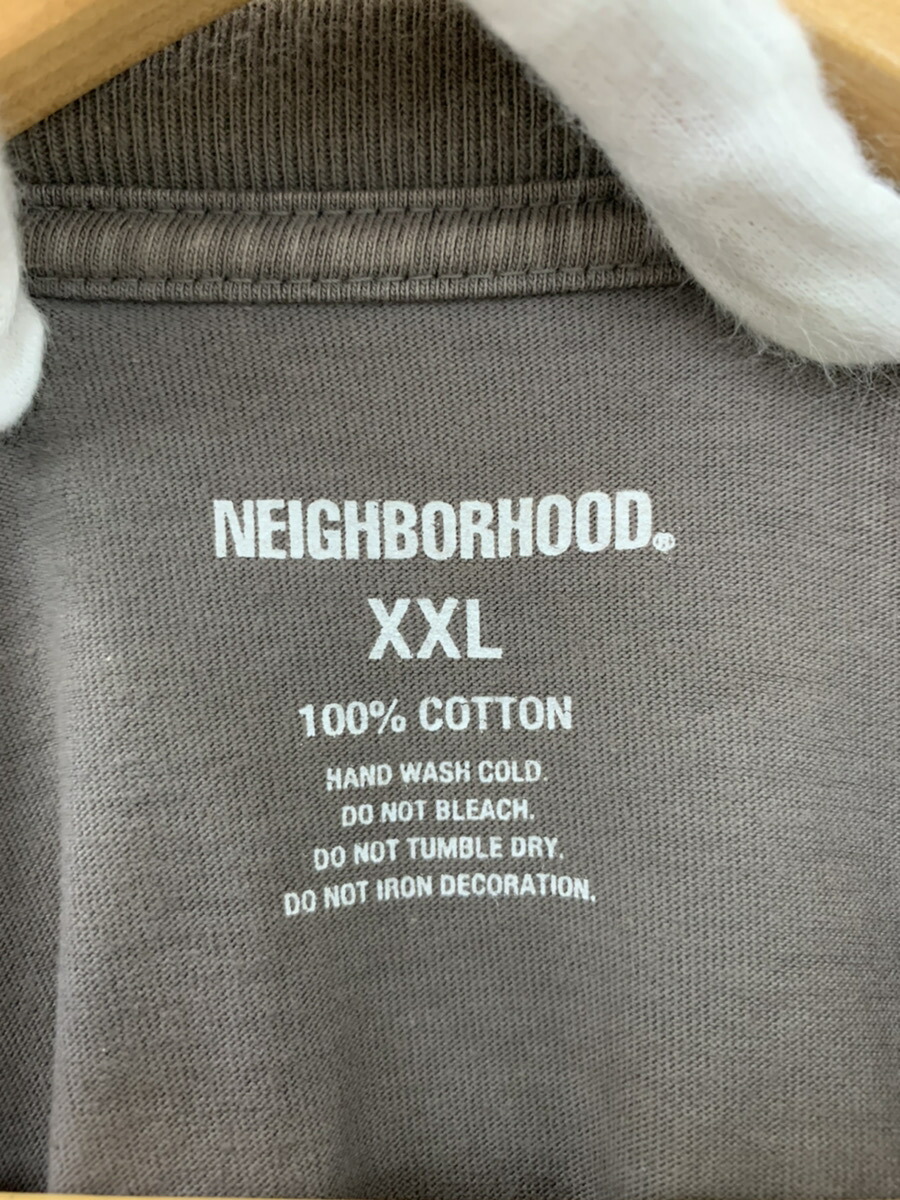 NEIGHBORHOOD.®
XXL
100% COTTON
HAND WASH COLD.
DO NOT BLEACH.
DO NOT TUMBLE DRY.
DO NOT IRON DECORATION.